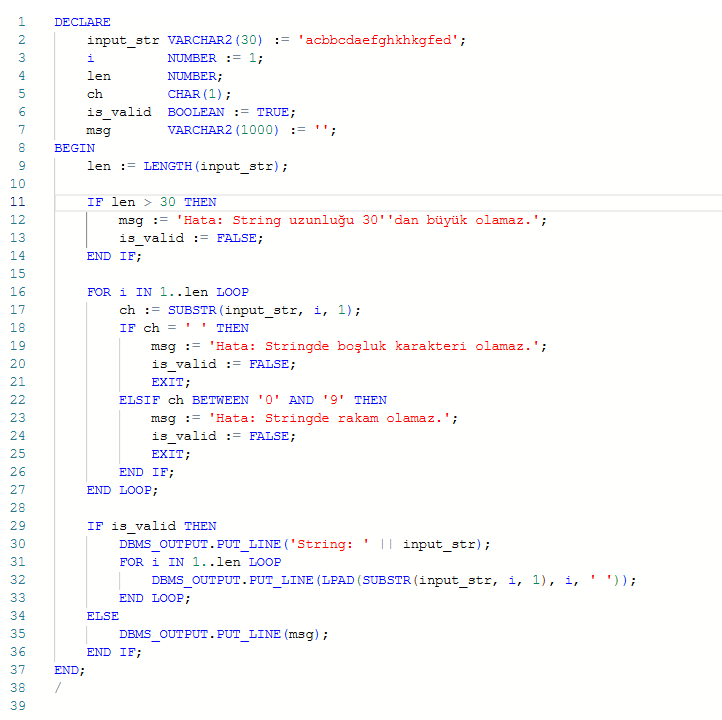 1 DECLARE
2 input_str VARCHAR2(30) := 'acbbcdaefghkhkgfed';
3 i NUMBER := 1;
4 len NUMBER;
5 ch CHAR(1);
6 is_valid BOOLEAN := TRUE;
7 msg VARCHAR2(1000) := '';
8 BEGIN
9 len := LENGTH(input_str);
10
11 IF len > 30 THEN
12 msg := 'Hata: String uzunluğu 30''dan büyük olamaz.';
13 is_valid := FALSE;
14 END IF;
15
16 FOR i IN 1..len LOOP
17 ch := SUBSTR(input_str, i, 1);
18 IF ch = ' ' THEN
19 msg := 'Hata: Stringde boşluk karakteri olamaz.';
20 is_valid := FALSE;
21 EXIT;
22 ELSIF ch BETWEEN '0' AND '9' THEN
23 msg := 'Hata: Stringde rakam olamaz.';
24 is_valid := FALSE;
25 EXIT;
26 END IF;
27 END LOOP;
28
29 IF is_valid THEN
30 DBMS_OUTPUT.PUT_LINE('String: ' || input_str);
31 FOR i IN 1..len LOOP
32 DBMS_OUTPUT.PUT_LINE(LPAD(SUBSTR(input_str, i, 1), i, ' '));
33 END LOOP;
34 ELSE
35 DBMS_OUTPUT.PUT_LINE(msg);
36 END IF;
37 END;
38 /
39